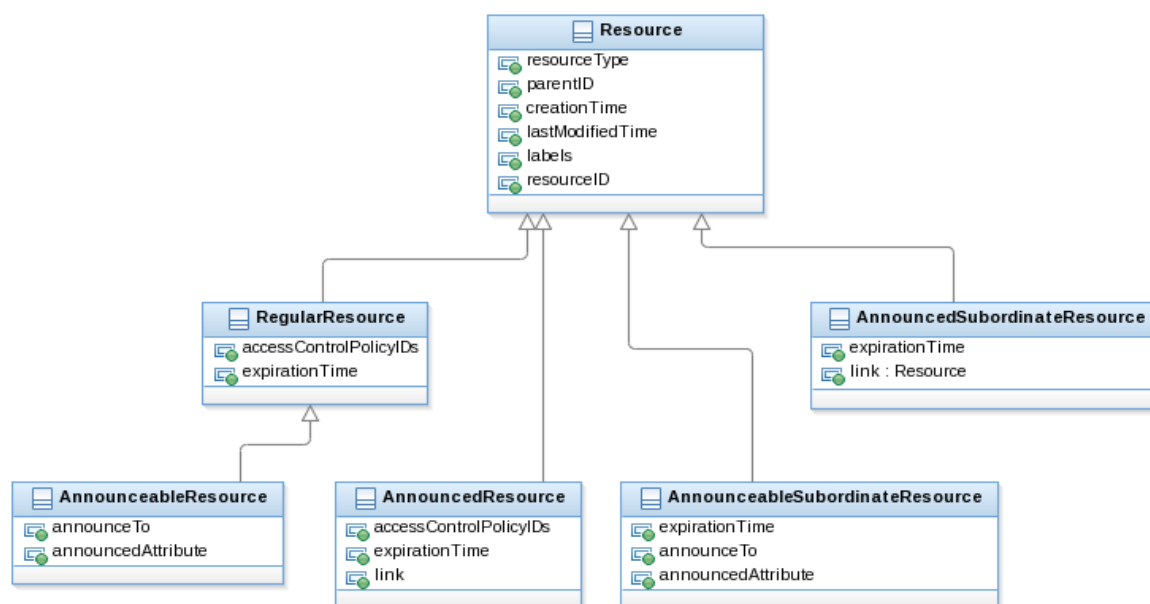 Resource
resourceType
parentID
creationTime
lastModifiedTime
labels
resourceID
RegularResource
accessControlPolicyIDs
expirationTime
AnnouncedSubordinateResource
expirationTime
link : Resource
AnnounceableResource
announceTo
announcedAttribute
AnnouncedResource
accessControlPolicyIDs
expirationTime
link
AnnounceableSubordinateResource
expirationTime
announceTo
announcedAttribute